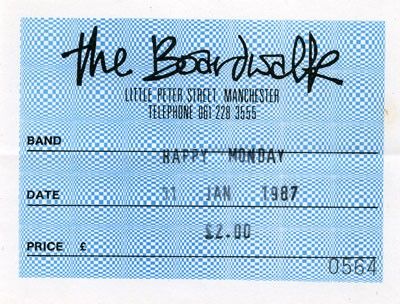 the Boardwalk
LITTLE PETER STREET MANCHESTER
TELEPHONE 061 228 3555
BAND HAPPY MONDAY
DATE 31 JAN 1987
PRICE £ £2.00
0564